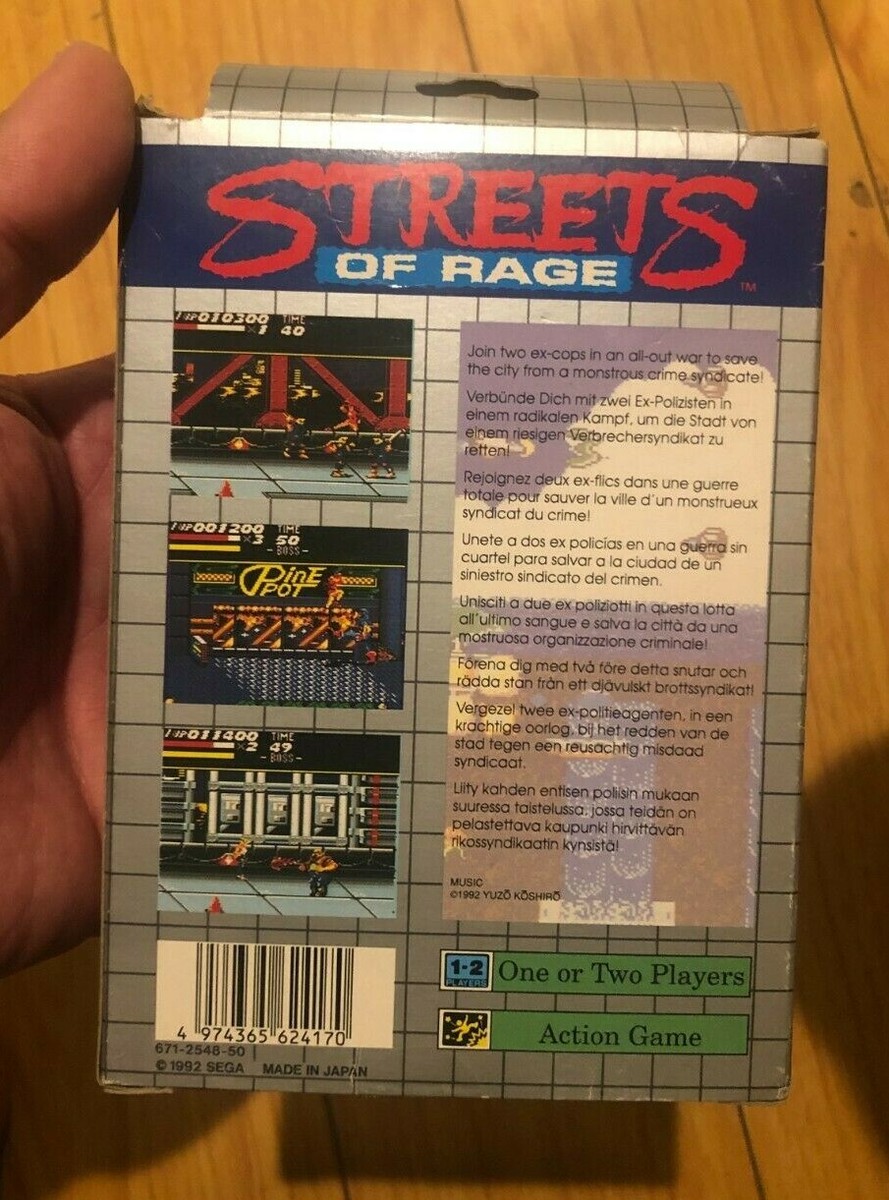 STREETS
OF RAGE
TM
1P 010300 TIME
×1 40
1P 001200 TIME
×3 50
- BOSS -
PinE
POT
1P 011400 TIME
×2 49
- BOSS -
Join two ex-cops in an all-out war to save
the city from a monstrous crime syndicate!
Verbünde Dich mit zwei Ex-Polizisten in
einem radikalen Kampf, um die Stadt von
einem riesigen Verbrechersyndikat zu
retten!
Rejoignez deux ex-flics dans une guerre
totale pour sauver la ville d'un monstrueux
syndicat du crime!
Unete a dos ex policías en una guerra sin
cuartel para salvar a la ciudad de un
siniestro sindicato del crimen.
Unisciti a due ex poliziotti in questa lotta
all'ultimo sangue e salva la città da una
mostruosa organizzazione criminale!
Förena dig med två före detta snutar och
rädda stan från ett djävulskt brottssyndikat!
Vergezel twee ex-politieagenten, in een
krachtige oorlog, bij het redden van de
stad tegen een reusachtig misdaad
syndicaat.
Liity kahden entisen poliisin mukaan
suuressa taistelussa, jossa teidän on
pelastettava kaupunki hirvittävän
rikossyndikaatin kynsistä!
MUSIC
©1992 YUZŌ KŌSHIRŌ
4 974365 624170
671-2548-50
© 1992 SEGA MADE IN JAPAN
1-2
PLAYERS
One or Two Players
Action Game